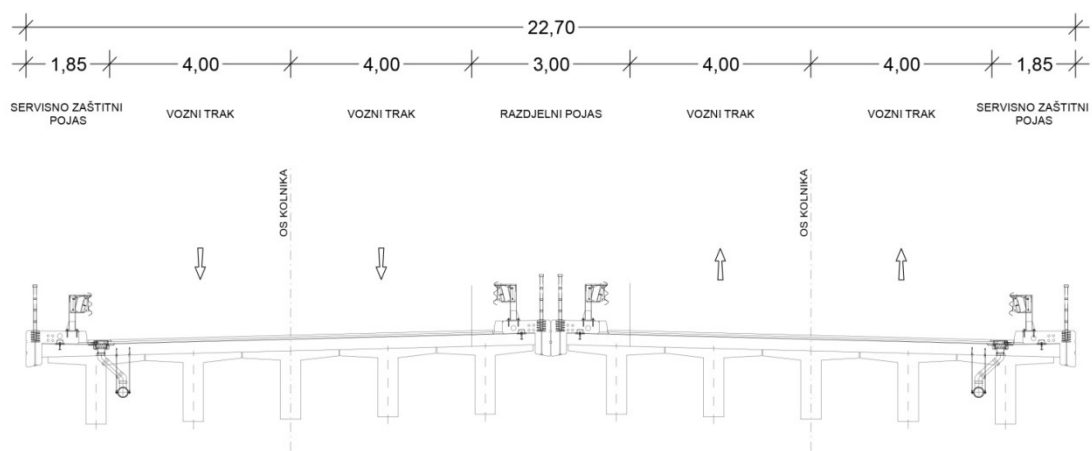 22,70
1,85 4,00 4,00 3,00 4,00 4,00 1,85
SERVISNO ZAŠTITNI
POJAS
VOZNI TRAK
VOZNI TRAK
RAZDJELNI POJAS
VOZNI TRAK
VOZNI TRAK
SERVISNO ZAŠTITNI
POJAS
OS KOLNIKA
OS KOLNIKA